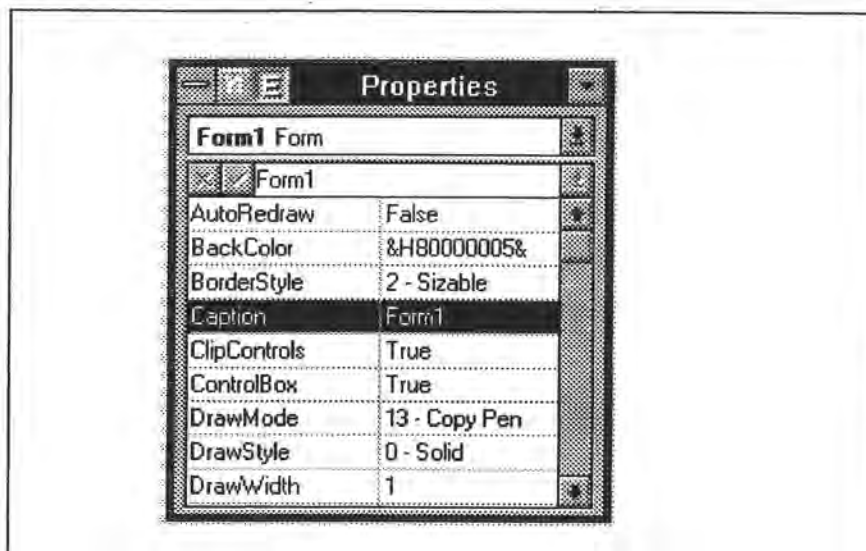 Properties
Form1 Form
Form1
AutoRedraw False
BackColor &H80000005&
BorderStyle 2 - Sizable
Caption Form1
ClipControls True
ControlBox True
DrawMode 13 - Copy Pen
DrawStyle 0 - Solid
DrawWidth 1